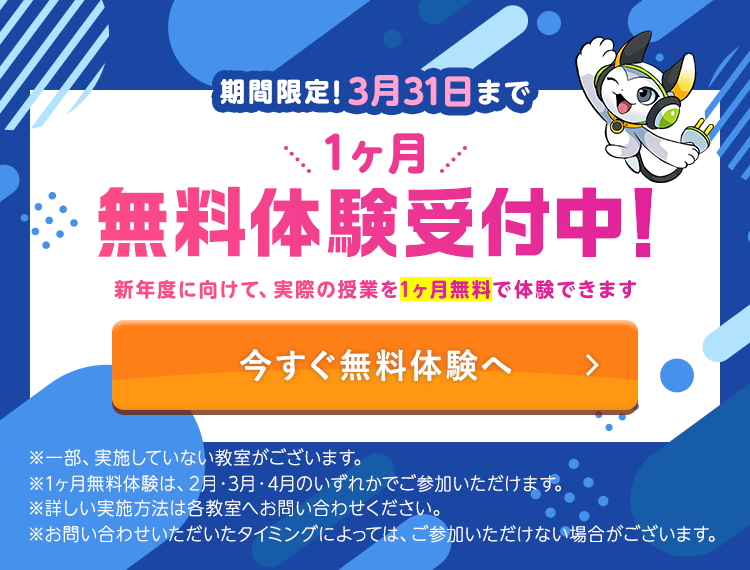 期間限定!3月31日まで
1ヶ月
無料体験受付中!
新年度に向けて、実際の授業を1ヶ月無料で体験できます
今すぐ無料体験へ
※一部、実施していない教室がございます。
※1ヶ月無料体験は、2月・3月・4月のいずれかでご参加いただけます。
※詳しい実施方法は各教室へお問い合わせください。
※お問い合わせいただいたタイミングによっては、ご参加いただけない場合がございます。